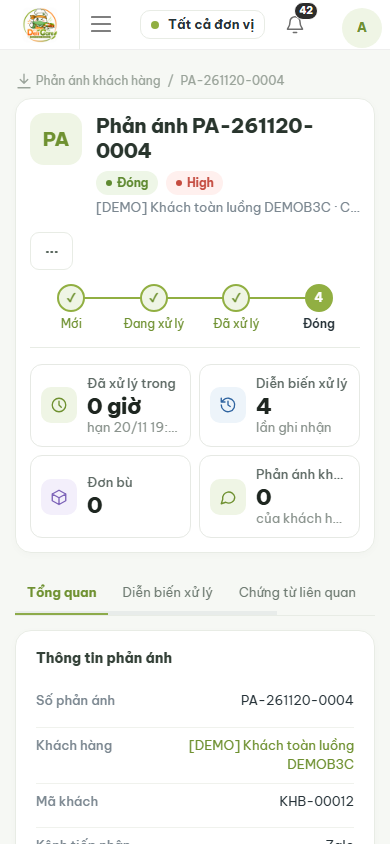 Tất cả đơn vị
42
A
Phản ánh khách hàng / PA-261120-0004
PA
Phản ánh PA-261120-
0004
Đóng
High
[DEMO] Khách toàn luồng DEMOB3C · C...
...
4
Mới
Đang xử lý
Đã xử lý
Đóng
Đã xử lý trong
0 giờ
hạn 20/11 19:...
Diễn biến xử lý
4
lần ghi nhận
Đơn bù
0
Phản ánh kh...
0
của khách h...
Tổng quan
Diễn biến xử lý
Chứng từ liên quan
Thông tin phản ánh
Số phản ánh
PA-261120-0004
Khách hàng
[DEMO] Khách toàn luồng
DEMOB3C
Mã khách
KHB-00012
Kênh tiếp nhận
Zalo